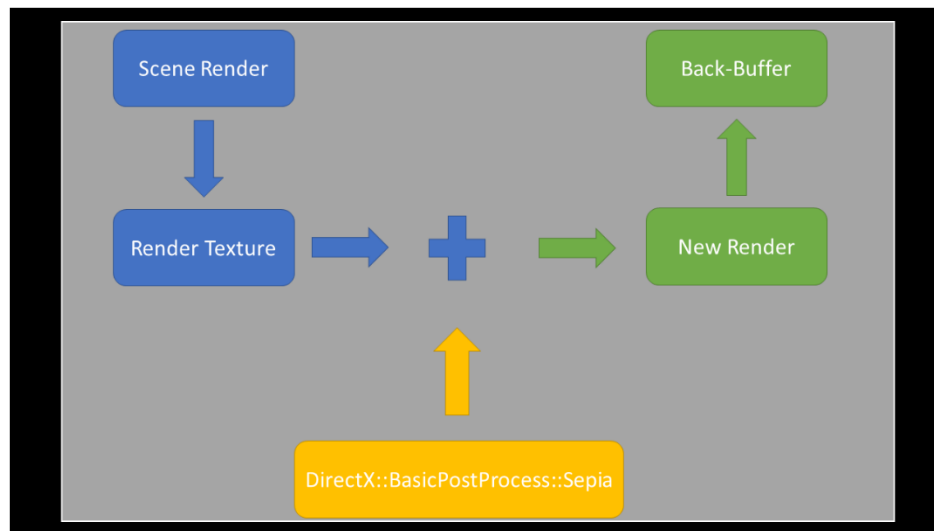 Scene Render
Back-Buffer
Render Texture
New Render
DirectX::BasicPostProcess::Sepia